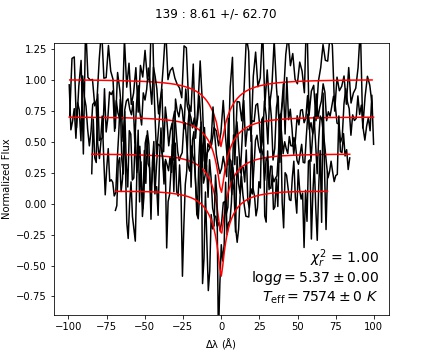 139 : 8.61 +/- 62.70
Normalized Flux
1.25
1.00
0.75
0.50
0.25
0.00
−0.25
−0.50
−0.75
χ²ᵣ = 1.00
logg = 5.37 ± 0.00
Teff = 7574 ± 0 K
−100 −75 −50 −25 0 25 50 75 100
Δλ (Å)